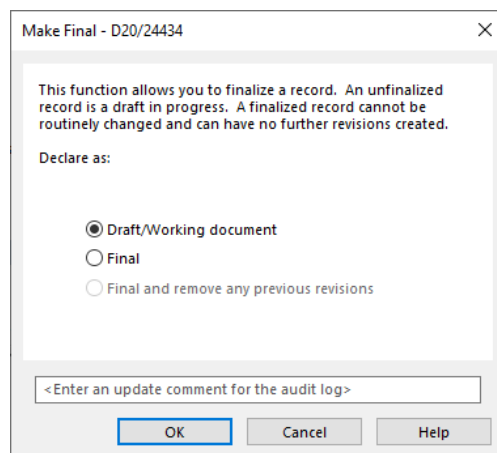 Make Final - D20/24434
This function allows you to finalize a record. An unfinalized
record is a draft in progress. A finalized record cannot be
routinely changed and can have no further revisions created.
Declare as:
Draft/Working document
Final
Final and remove any previous revisions
<Enter an update comment for the audit log>
OK Cancel Help